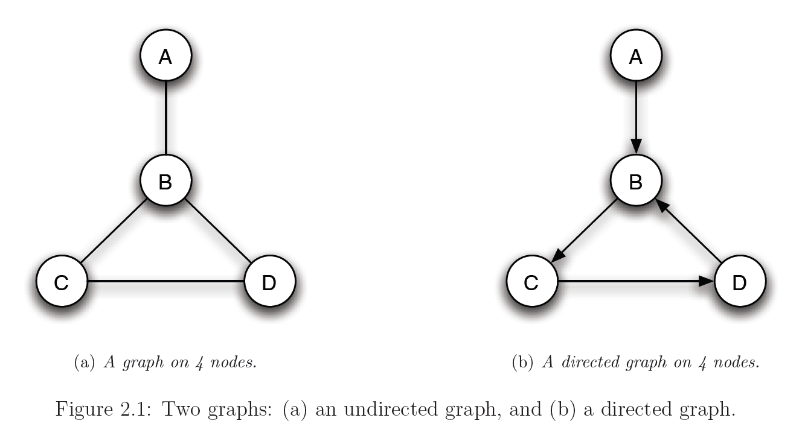 A
A
B
B
C
D
C
D
(a) A graph on 4 nodes.
(b) A directed graph on 4 nodes.
Figure 2.1: Two graphs: (a) an undirected graph, and (b) a directed graph.